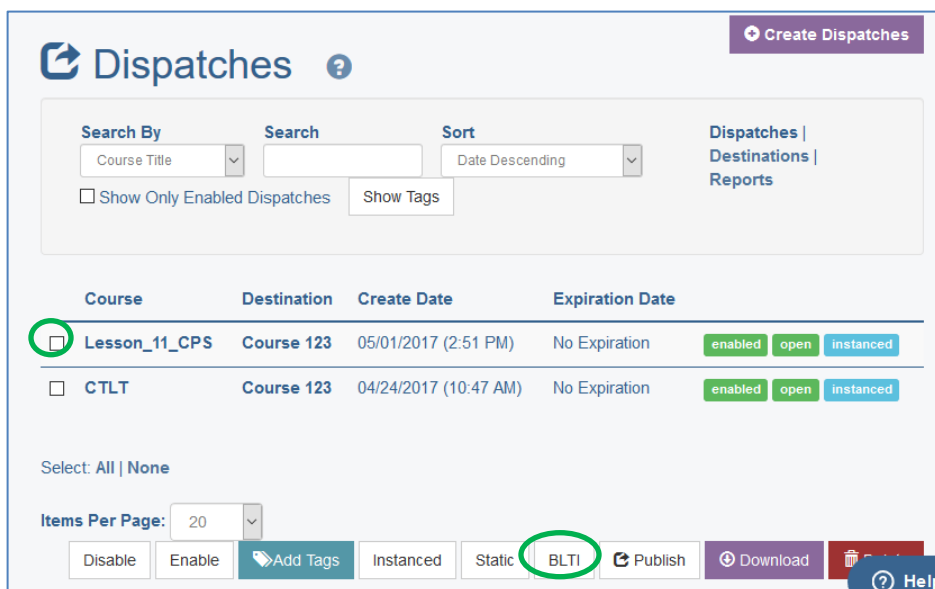 Create Dispatches
Dispatches ?
Search By Search Sort Dispatches |
Course Title Date Descending Destinations |
Reports
Show Only Enabled Dispatches Show Tags
Course Destination Create Date Expiration Date
Lesson_11_CPS Course 123 05/01/2017 (2:51 PM) No Expiration enabled open instanced
CTLT Course 123 04/24/2017 (10:47 AM) No Expiration enabled open instanced
Select: All | None
Items Per Page: 20
Disable Enable Add Tags Instanced Static BLTI Publish Download
? Help